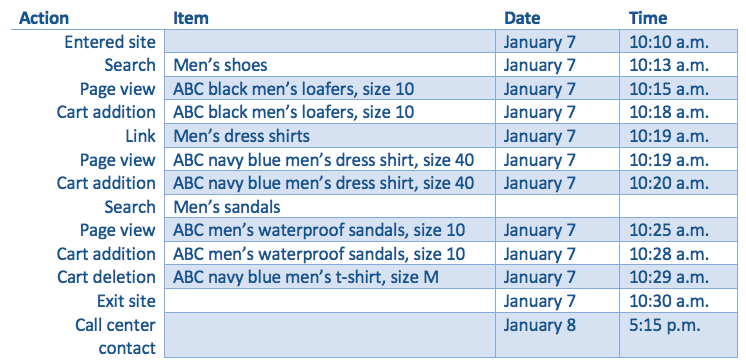 Action Item Date Time
Entered site January 7 10:10 a.m.
Search Men’s shoes January 7 10:13 a.m.
Page view ABC black men’s loafers, size 10 January 7 10:15 a.m.
Cart addition ABC black men’s loafers, size 10 January 7 10:18 a.m.
Link Men’s dress shirts January 7 10:19 a.m.
Page view ABC navy blue men’s dress shirt, size 40 January 7 10:19 a.m.
Cart addition ABC navy blue men’s dress shirt, size 40 January 7 10:20 a.m.
Search Men’s sandals
Page view ABC men’s waterproof sandals, size 10 January 7 10:25 a.m.
Cart addition ABC men’s waterproof sandals, size 10 January 7 10:28 a.m.
Cart deletion ABC navy blue men’s t-shirt, size M January 7 10:29 a.m.
Exit site January 7 10:30 a.m.
Call center January 8 5:15 p.m.
contact